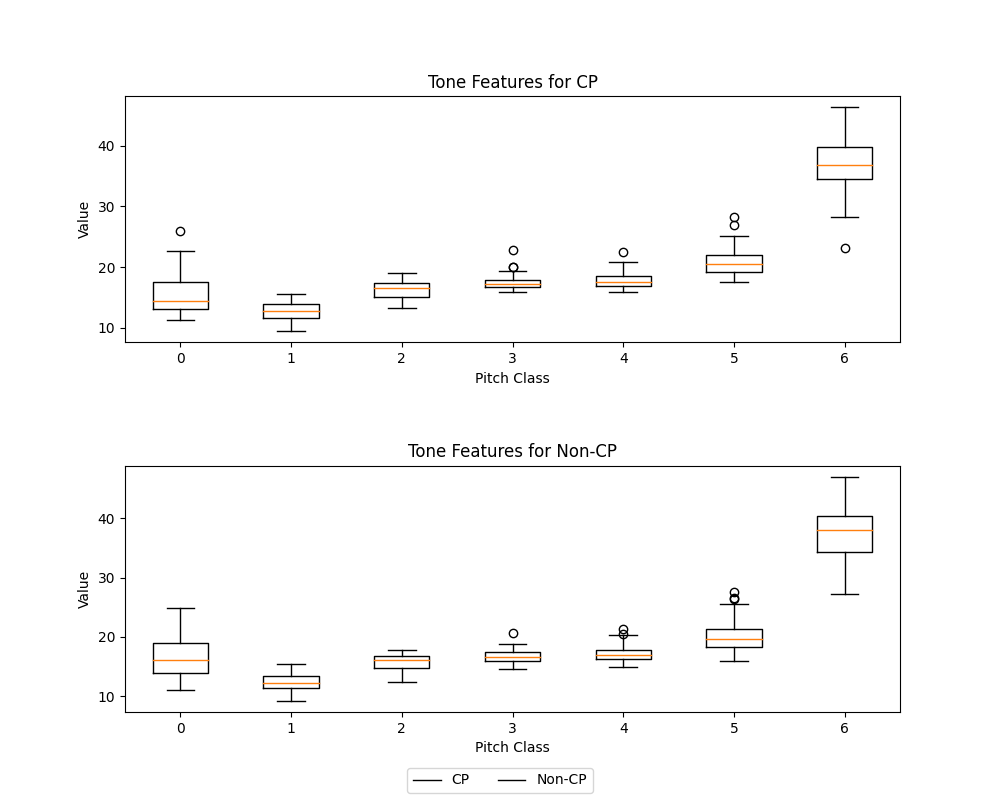 Tone Features for CP
40
30
20
10
Value
0 1 2 3 4 5 6
Pitch Class
Tone Features for Non-CP
40
30
20
10
Value
0 1 2 3 4 5 6
Pitch Class
CP Non-CP